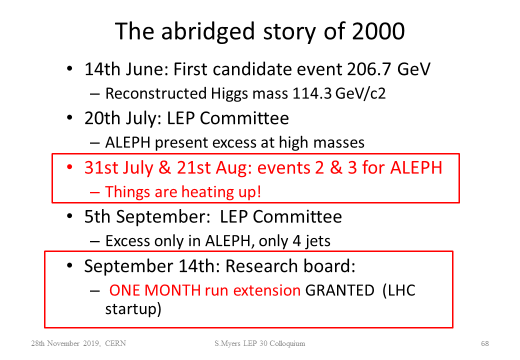 The abridged story of 2000
• 14th June: First candidate event 206.7 GeV
– Reconstructed Higgs mass 114.3 GeV/c2
• 20th July: LEP Committee
– ALEPH present excess at high masses
• 31st July & 21st Aug: events 2 & 3 for ALEPH
– Things are heating up!
• 5th September:  LEP Committee
– Excess only in ALEPH, only 4 jets
• September 14th: Research board:
– ONE MONTH run extension GRANTED  (LHC
startup)
28th November 2019, CERN
S.Myers LEP 30 Colloquium
68